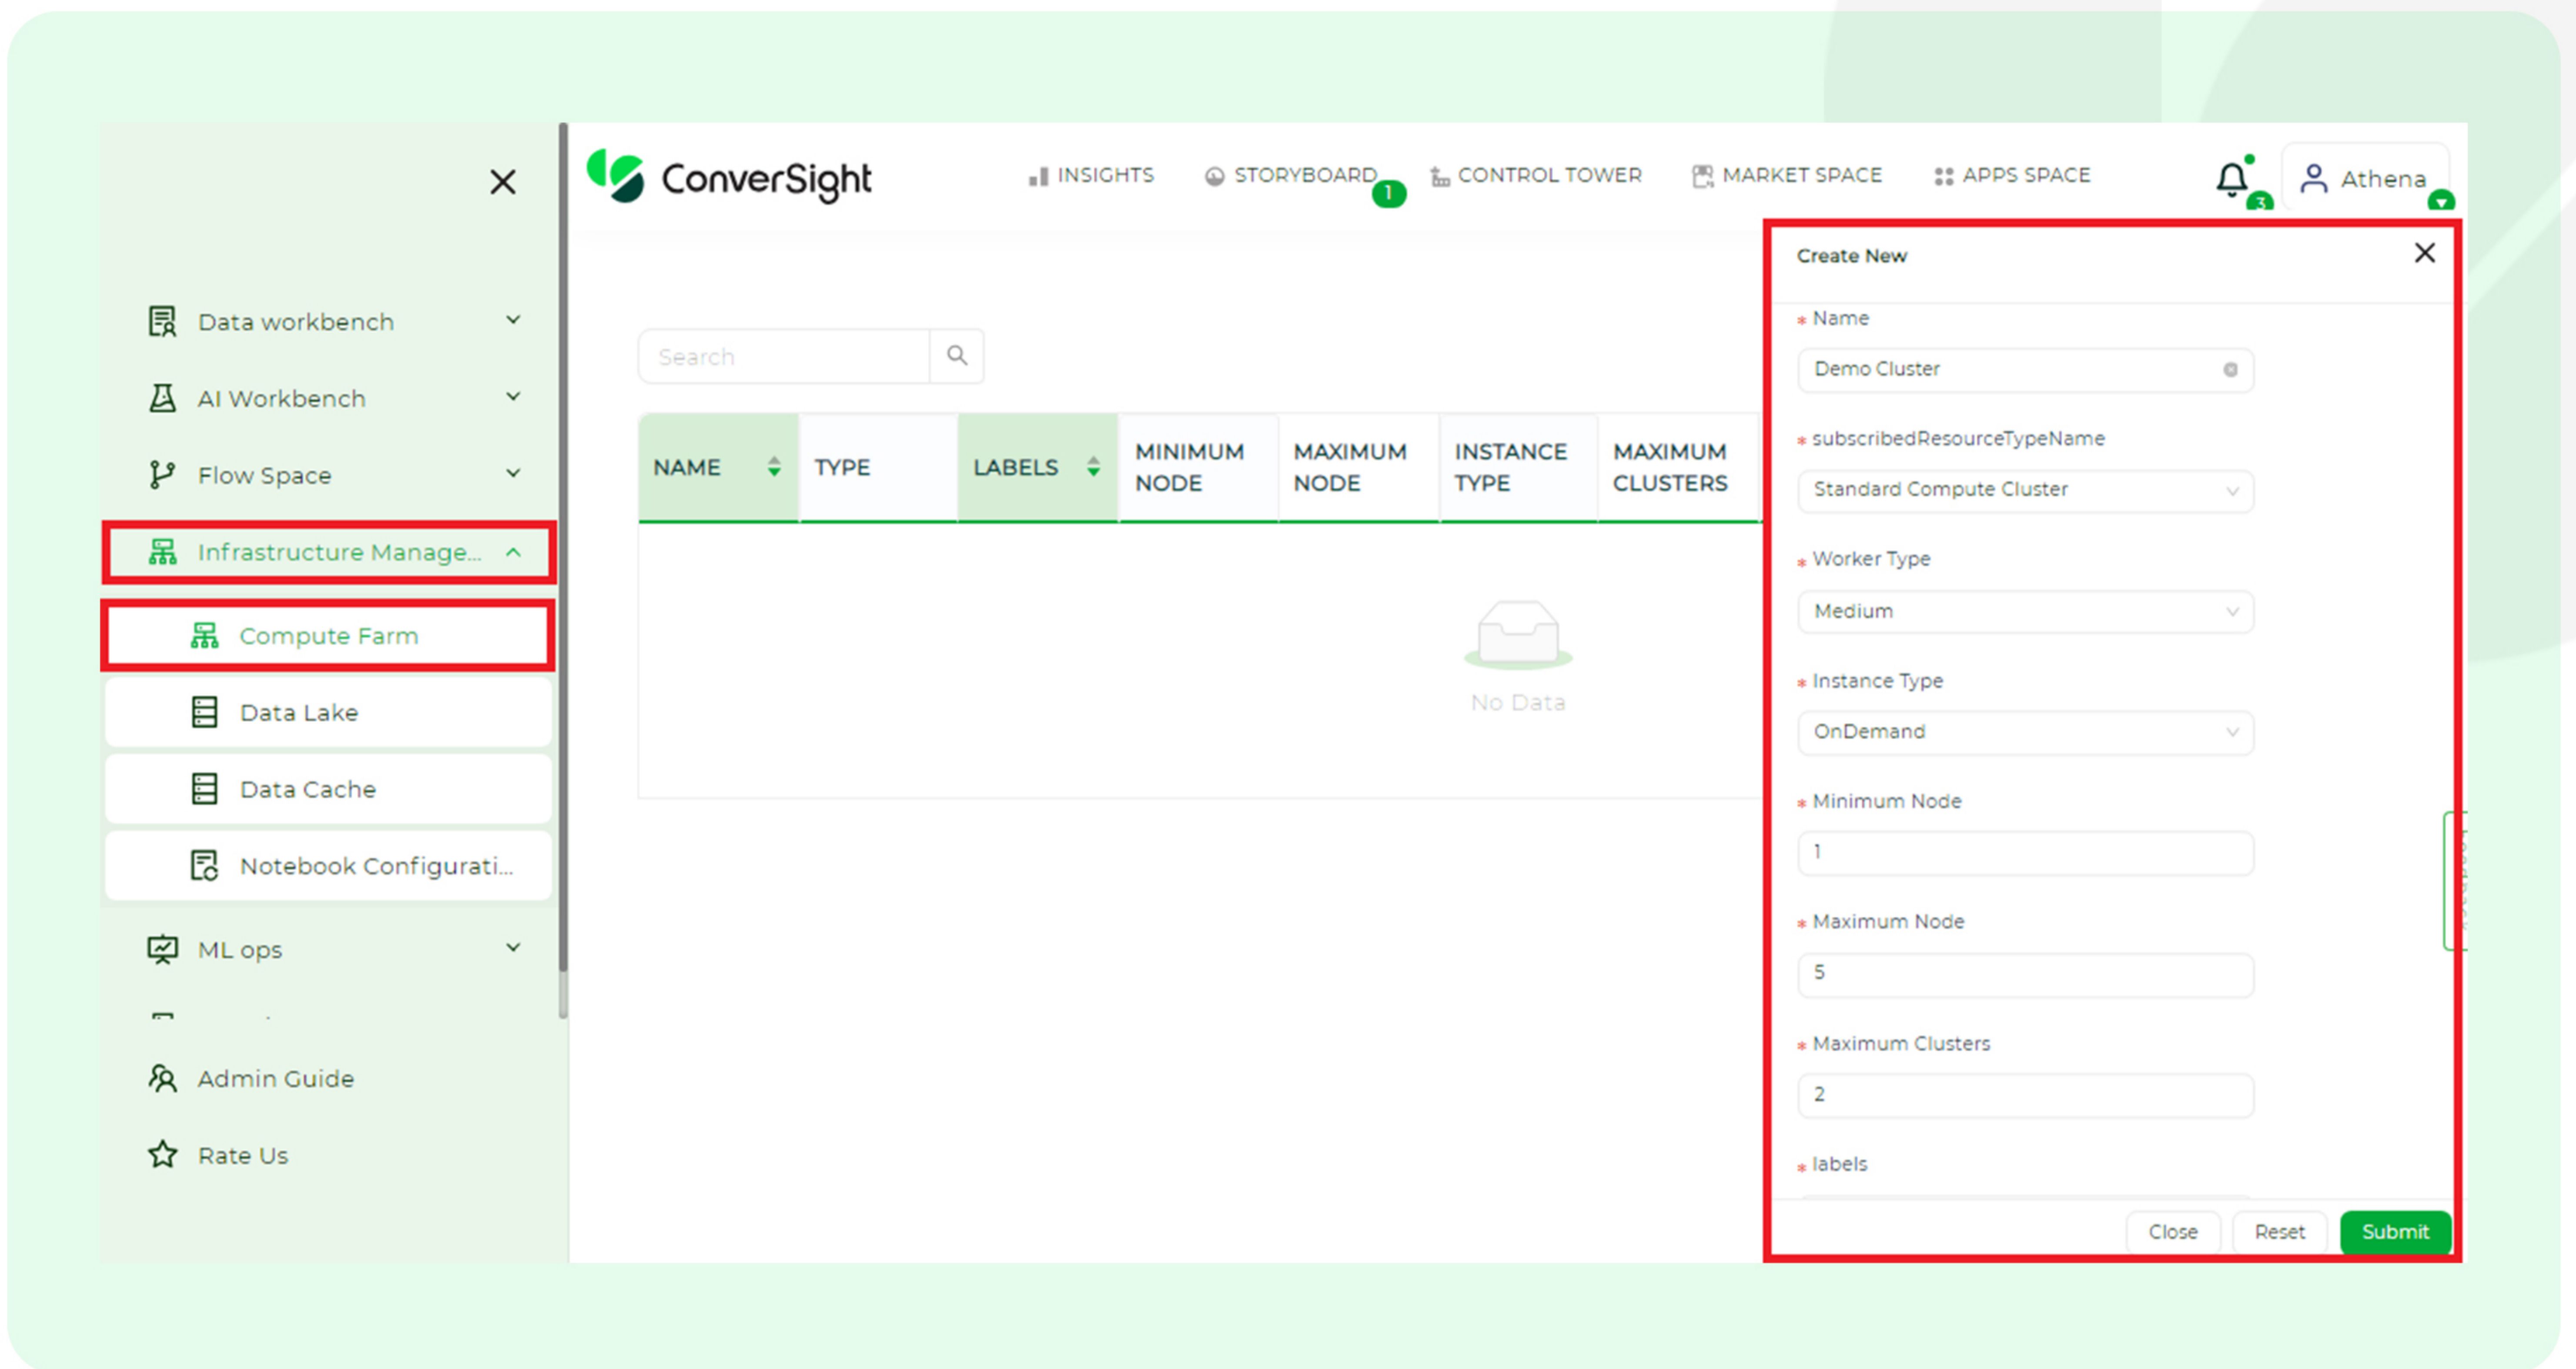 ConverSight
INSIGHTS
STORYBOARD
1
CONTROL TOWER
MARKET SPACE
APPS SPACE
3
Athena
Data workbench
AI Workbench
Flow Space
Infrastructure Manage...
Compute Farm
Data Lake
Data Cache
Notebook Configurati...
ML ops
Admin Guide
Rate Us
Search
NAME
TYPE
LABELS
MINIMUM
NODE
MAXIMUM
NODE
INSTANCE
TYPE
MAXIMUM
CLUSTERS
No Data
Create New
* Name
Demo Cluster
* subscribedResourceTypeName
Standard Compute Cluster
* Worker Type
Medium
* Instance Type
OnDemand
* Minimum Node
1
* Maximum Node
5
* Maximum Clusters
2
* labels
Close
Reset
Submit